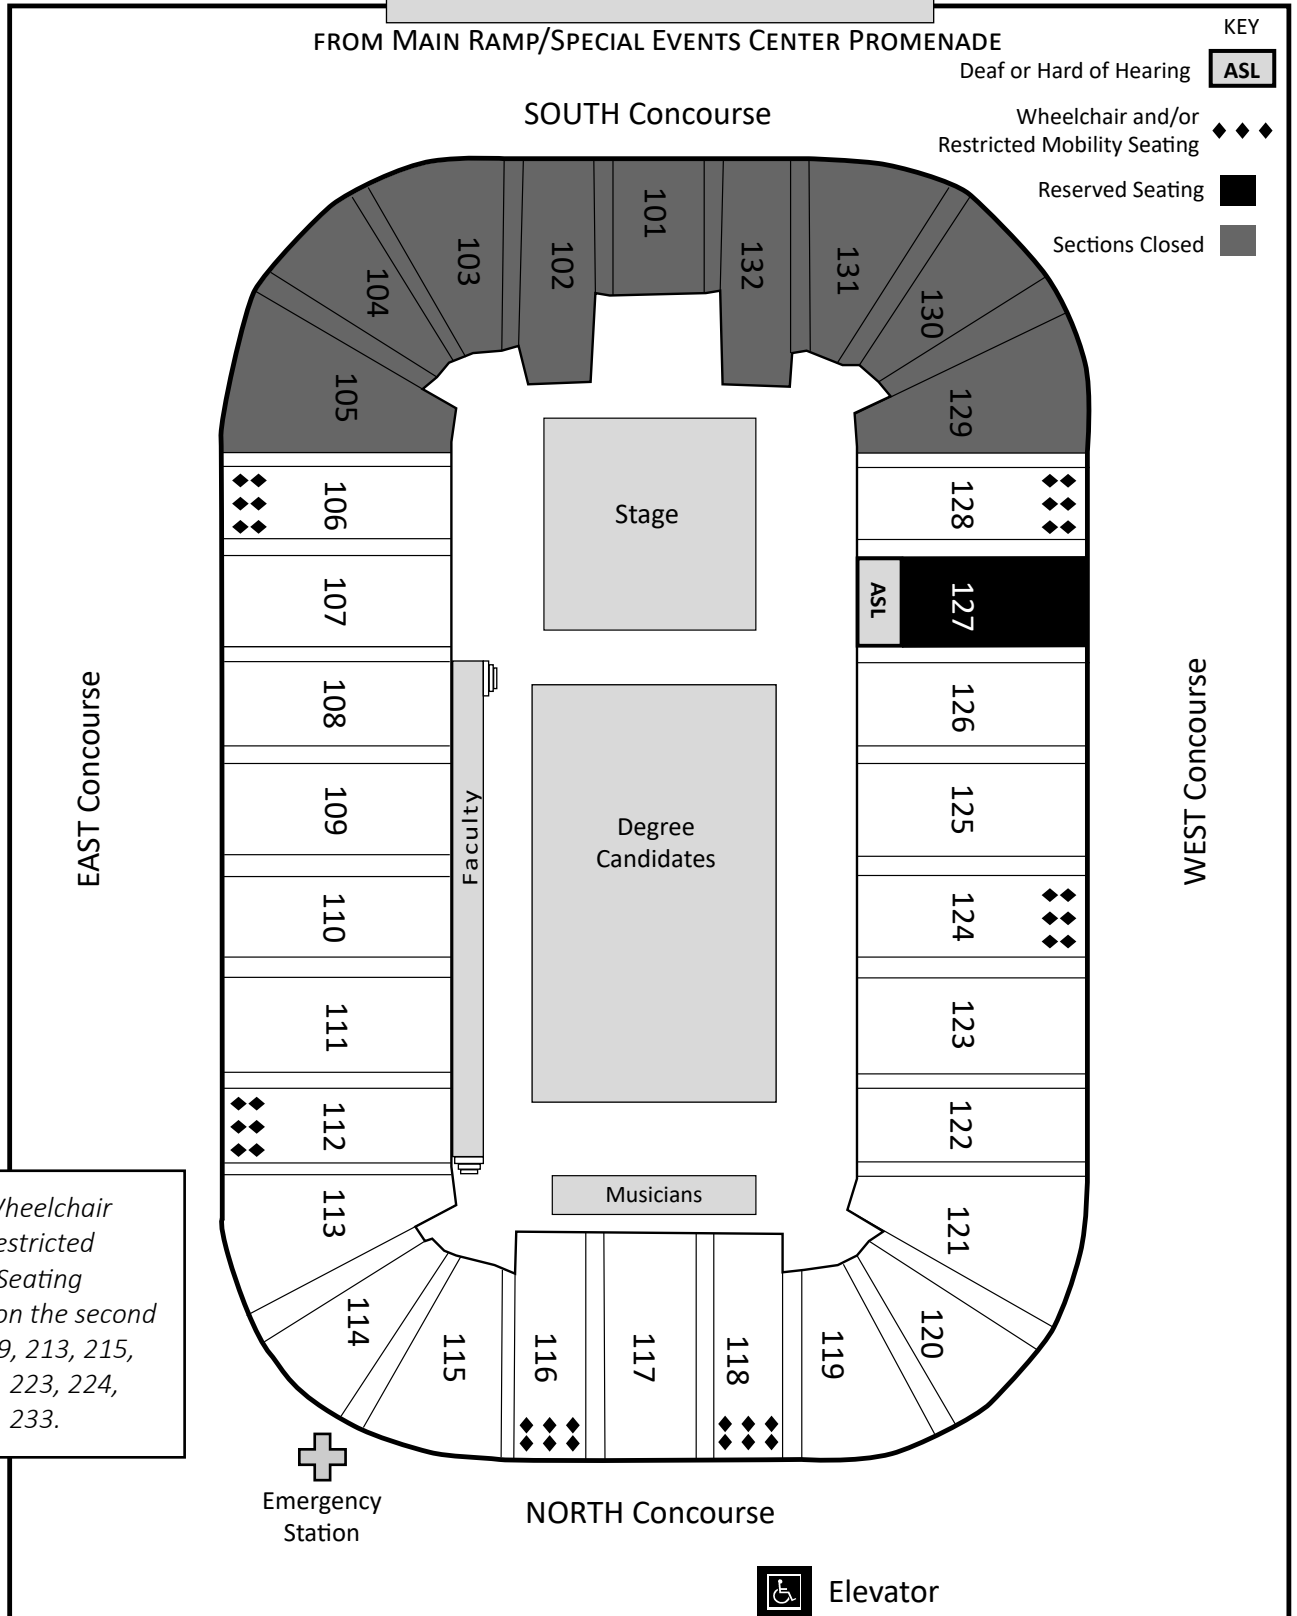 FROM MAIN RAMP/SPECIAL EVENTS CENTER PROMENADE
KEY
Deaf or Hard of Hearing
ASL
Wheelchair and/or
Restricted Mobility Seating
Reserved Seating
Sections Closed
SOUTH Concourse
101
102
103
104
105
132
131
130
129
106
107
108
109
110
111
112
113
114
115
116
117
118
119
120
121
122
123
124
125
126
127
ASL
128
Stage
Faculty
Degree
Candidates
Musicians
EAST Concourse
WEST Concourse
Seating
on the second
213, 215,
223, 224,
233.
Emergency
Station
NORTH Concourse
Elevator